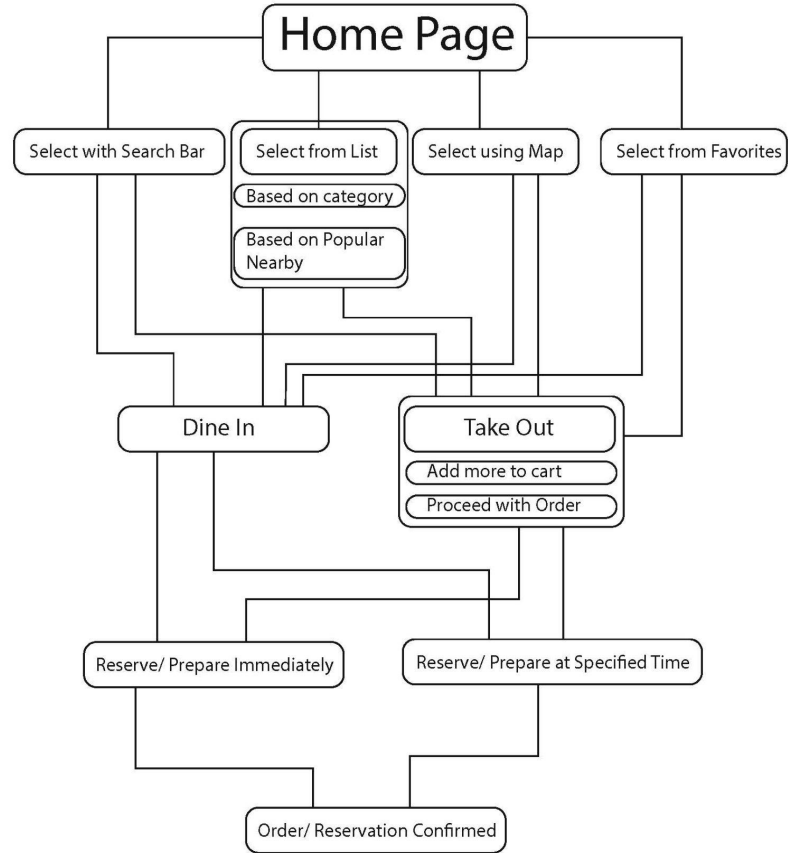 Home Page
Select with Search Bar
Select from List
Select using Map
Select from Favorites
Based on category
Based on Popular
Nearby
Dine In
Take Out
Add more to cart
Proceed with Order
Reserve/ Prepare Immediately
Reserve/ Prepare at Specified Time
Order/ Reservation Confirmed